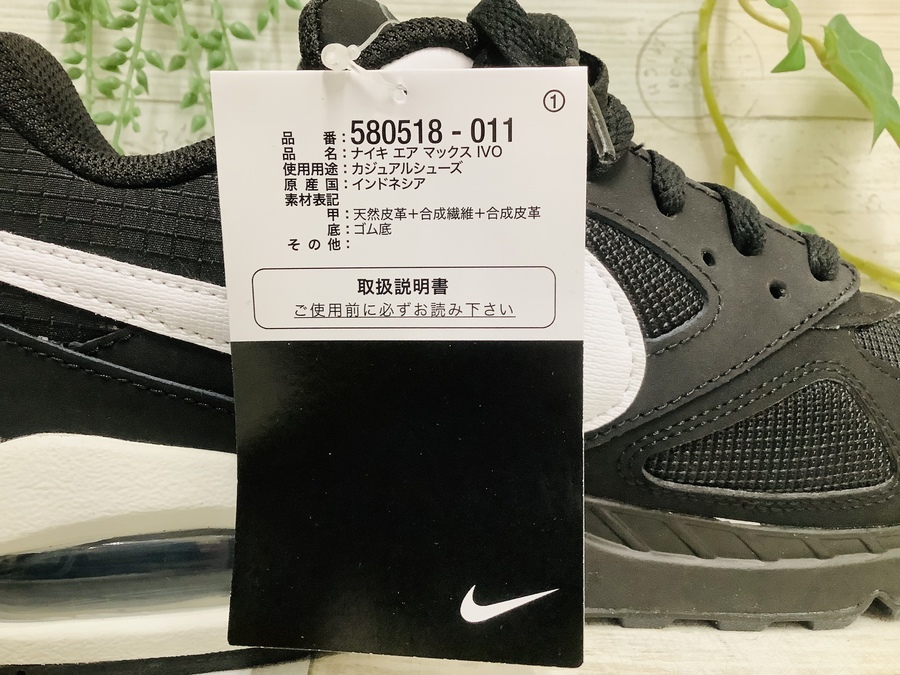 ①
品 番：580518 - 011
品 名：ナイキ エア マックス IVO
使用用途：カジュアルシューズ
原 産 国：インドネシア
素材表記
甲：天然皮革＋合成繊維＋合成皮革
底：ゴム底
そ の 他：
取扱説明書
ご使用前に必ずお読み下さい